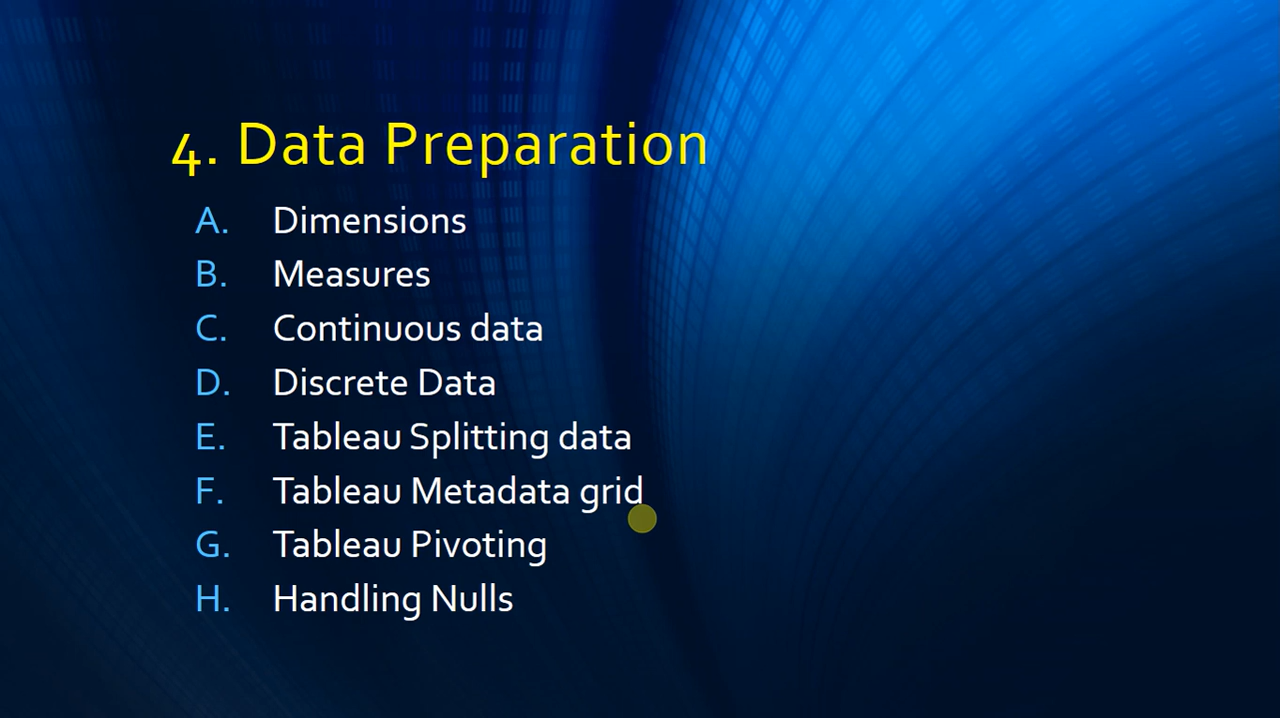 4. Data Preparation
A. Dimensions
B. Measures
C. Continuous data
D. Discrete Data
E. Tableau Splitting data
F. Tableau Metadata grid
G. Tableau Pivoting
H. Handling Nulls